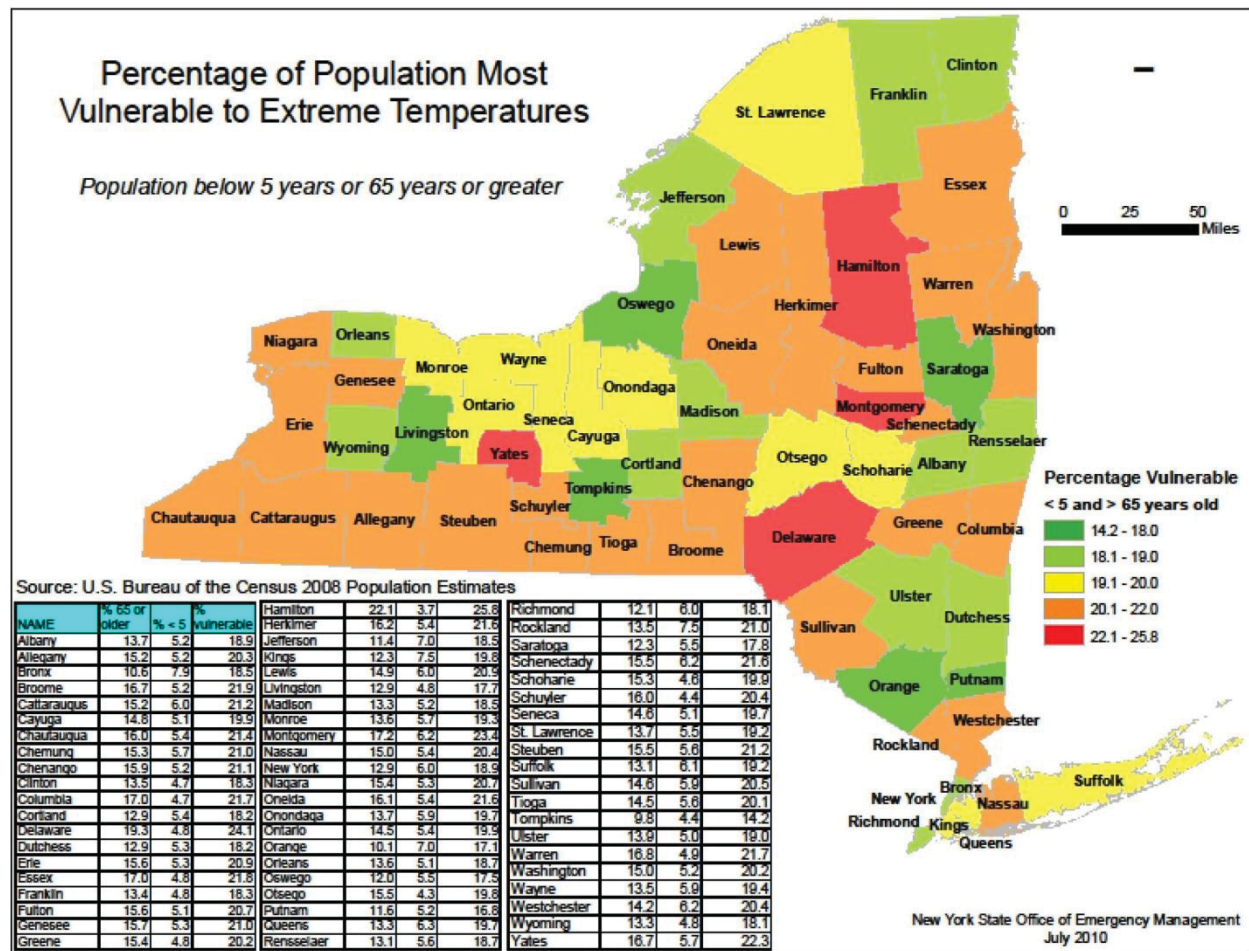 Percentage of Population Most
Vulnerable to Extreme Temperatures
Population below 5 years or 65 years or greater
Clinton
Franklin
St. Lawrence
Essex
Jefferson
Lewis
Hamilton
Warren
Herkimer
Oswego
Washington
Oneida
Niagara
Orleans
Wayne
Monroe
Fulton
Saratoga
Genesee
Onondaga
Madison
Montgomery
Ontario
Seneca
Schenectady
Erie
Wyoming
Livingston
Cayuga
Rensselaer
Yates
Cortland
Otsego
Schoharie
Albany
Chenango
Tompkins
Schuyler
Chautauqua
Cattaraugus
Allegany
Steuben
Greene
Columbia
Delaware
Chemung
Tioga
Broome
Ulster
Dutchess
Sullivan
Orange
Putnam
Westchester
Rockland
Suffolk
Bronx
New York
Nassau
Richmond
Kings
Queens
0 25 50
Miles
Percentage Vulnerable
< 5 and > 65 years old
14.2 - 18.0
18.1 - 19.0
19.1 - 20.0
20.1 - 22.0
22.1 - 25.8
Source: U.S. Bureau of the Census 2008 Population Estimates
NAME % 65 or older % < 5 % vulnerable
Albany 13.7 5.2 18.9
Allegany 15.2 5.2 20.3
Bronx 10.6 7.9 18.5
Broome 16.7 5.2 21.9
Cattaraugus 15.2 6.0 21.2
Cayuga 14.8 5.1 19.9
Chautauqua 16.0 5.4 21.4
Chemung 15.3 5.7 21.0
Chenango 15.9 5.2 21.1
Clinton 13.5 4.7 18.3
Columbia 17.0 4.7 21.7
Cortland 12.9 5.4 18.2
Delaware 19.3 4.8 24.1
Dutchess 12.9 5.3 18.2
Erie 15.6 5.3 20.9
Essex 17.0 4.8 21.8
Franklin 13.4 4.8 18.3
Fulton 15.6 5.1 20.7
Genesee 15.7 5.3 21.0
Greene 15.4 4.8 20.2
Hamilton 22.1 3.7 25.8
Herkimer 16.2 5.4 21.6
Jefferson 11.4 7.0 18.5
Kings 12.3 7.5 19.8
Lewis 14.9 6.0 20.9
Livingston 12.9 4.8 17.7
Madison 13.3 5.2 18.5
Monroe 13.6 5.7 19.3
Montgomery 17.2 6.2 23.4
Nassau 15.0 5.4 20.4
New York 12.9 6.0 18.9
Niagara 15.4 5.3 20.7
Oneida 16.1 5.4 21.6
Onondaga 13.7 5.9 19.7
Ontario 14.5 5.4 19.9
Orange 10.1 7.0 17.1
Orleans 13.6 5.1 18.7
Oswego 12.0 5.5 17.5
Otsego 15.5 4.3 19.8
Putnam 11.6 5.2 16.8
Queens 13.3 6.3 19.7
Rensselaer 13.1 5.6 18.7
Richmond 12.1 6.0 18.1
Rockland 13.5 7.5 21.0
Saratoga 12.3 5.5 17.8
Schenectady 15.5 6.2 21.6
Schoharie 15.3 4.6 19.9
Schuyler 16.0 4.4 20.4
Seneca 14.6 5.1 19.7
St. Lawrence 13.7 5.5 19.2
Steuben 15.5 5.6 21.2
Suffolk 13.1 6.1 19.2
Sullivan 14.6 5.9 20.5
Tioga 14.5 5.6 20.1
Tompkins 9.8 4.4 14.2
Ulster 13.9 5.0 19.0
Warren 16.8 4.9 21.7
Washington 15.0 5.2 20.2
Wayne 13.5 5.9 19.4
Westchester 14.2 6.2 20.4
Wyoming 13.3 4.8 18.1
Yates 16.7 5.7 22.3
New York State Office of Emergency Management
July 2010